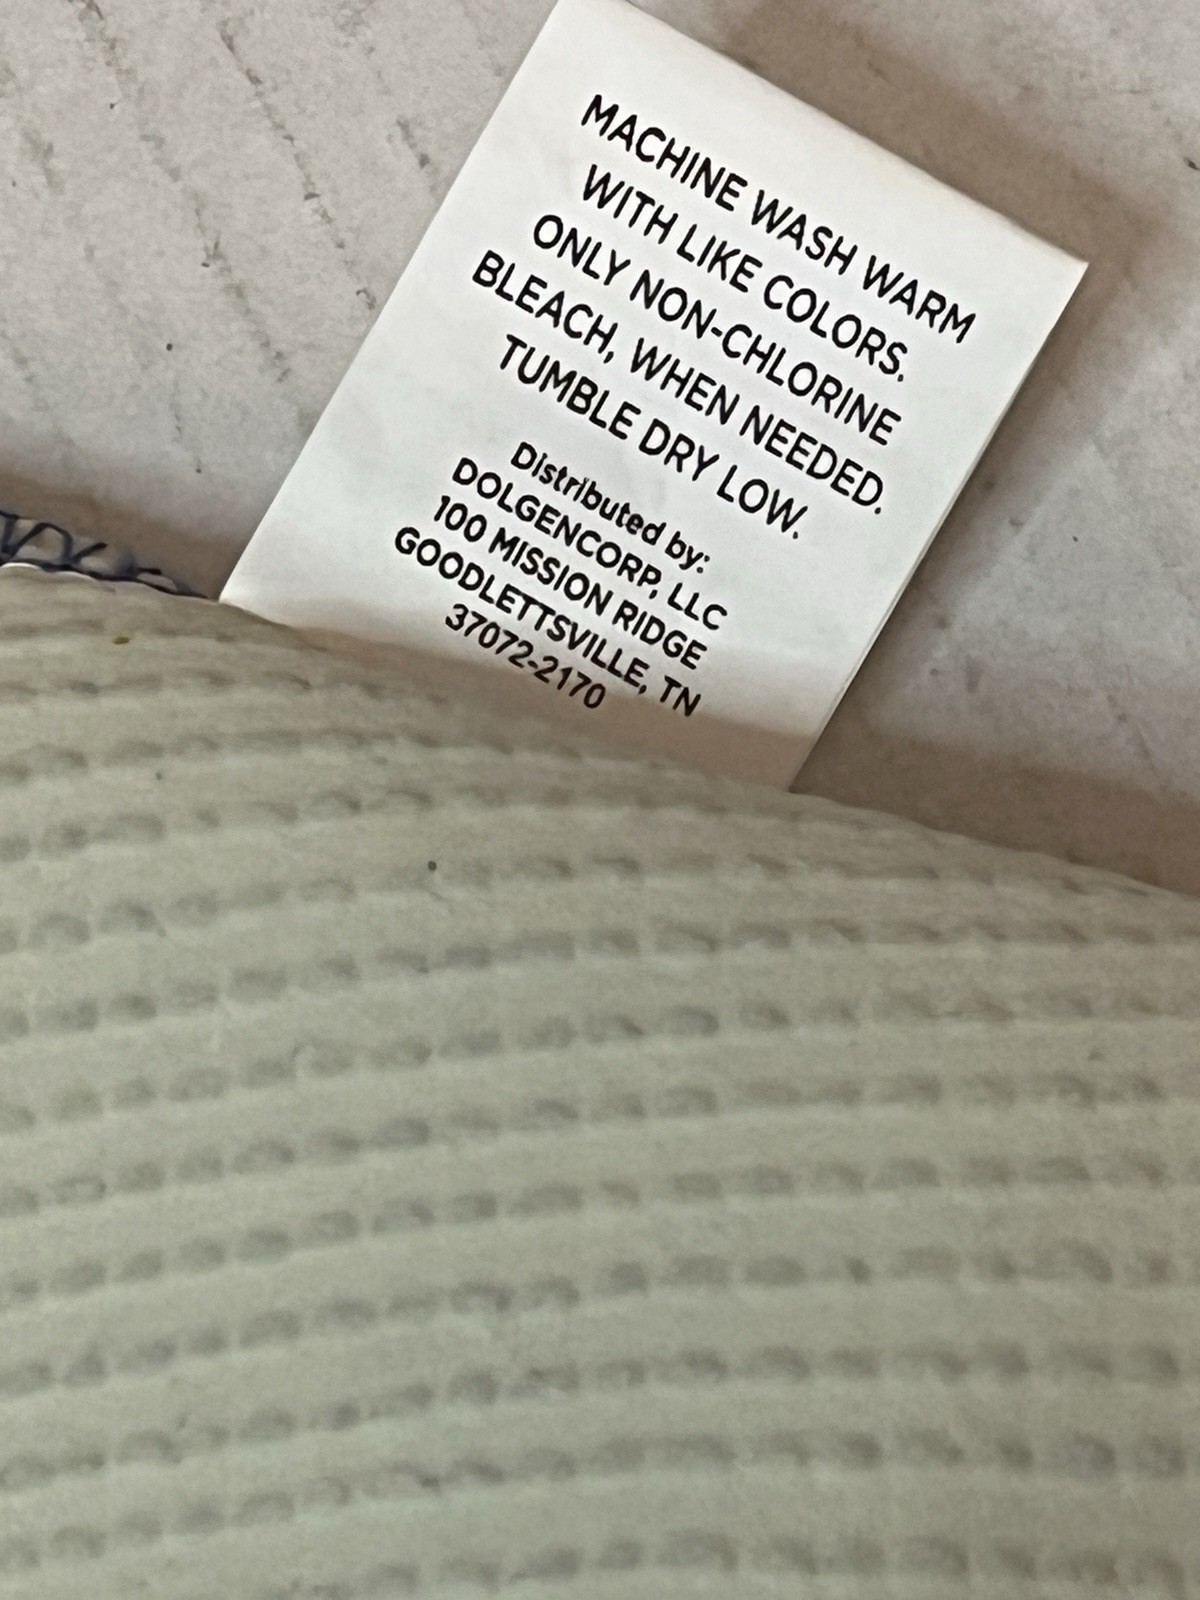 MACHINE WASH WARM
WITH LIKE COLORS.
ONLY NON-CHLORINE
BLEACH, WHEN NEEDED.
TUMBLE DRY LOW.
Distributed by:
DOLGENCORP, LLC
100 MISSION RIDGE
GOODLETTSVILLE, TN
37072-2170